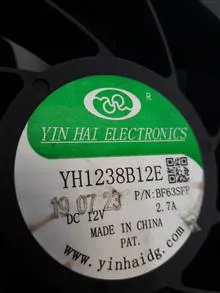 ®
YIN HAI ELECTRONICS
YH1238B12E
19 07 23
P/N:BF63SFP
DC 12V
2.7A
MADE IN CHINA
PAT.
www.yinhaidg.com